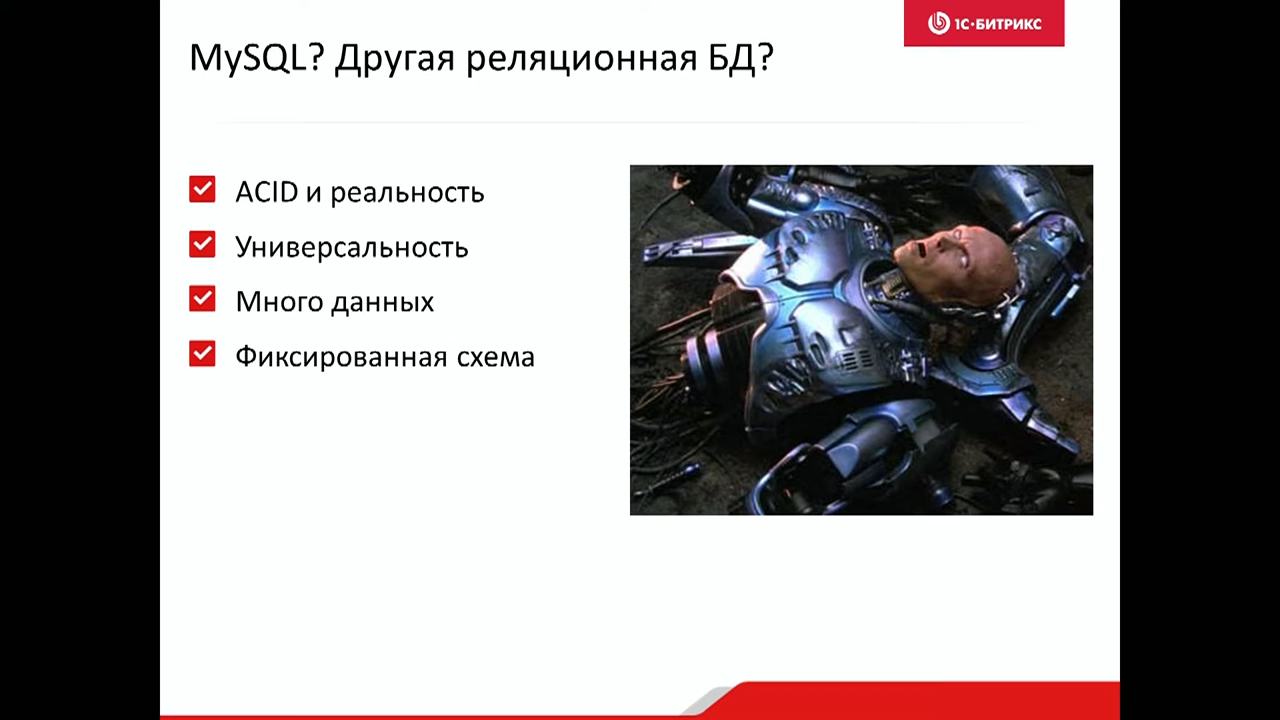 1С-БИТРИКС
MySQL? Другая реляционная БД?
ACID и реальность
Универсальность
Много данных
Фиксированная схема